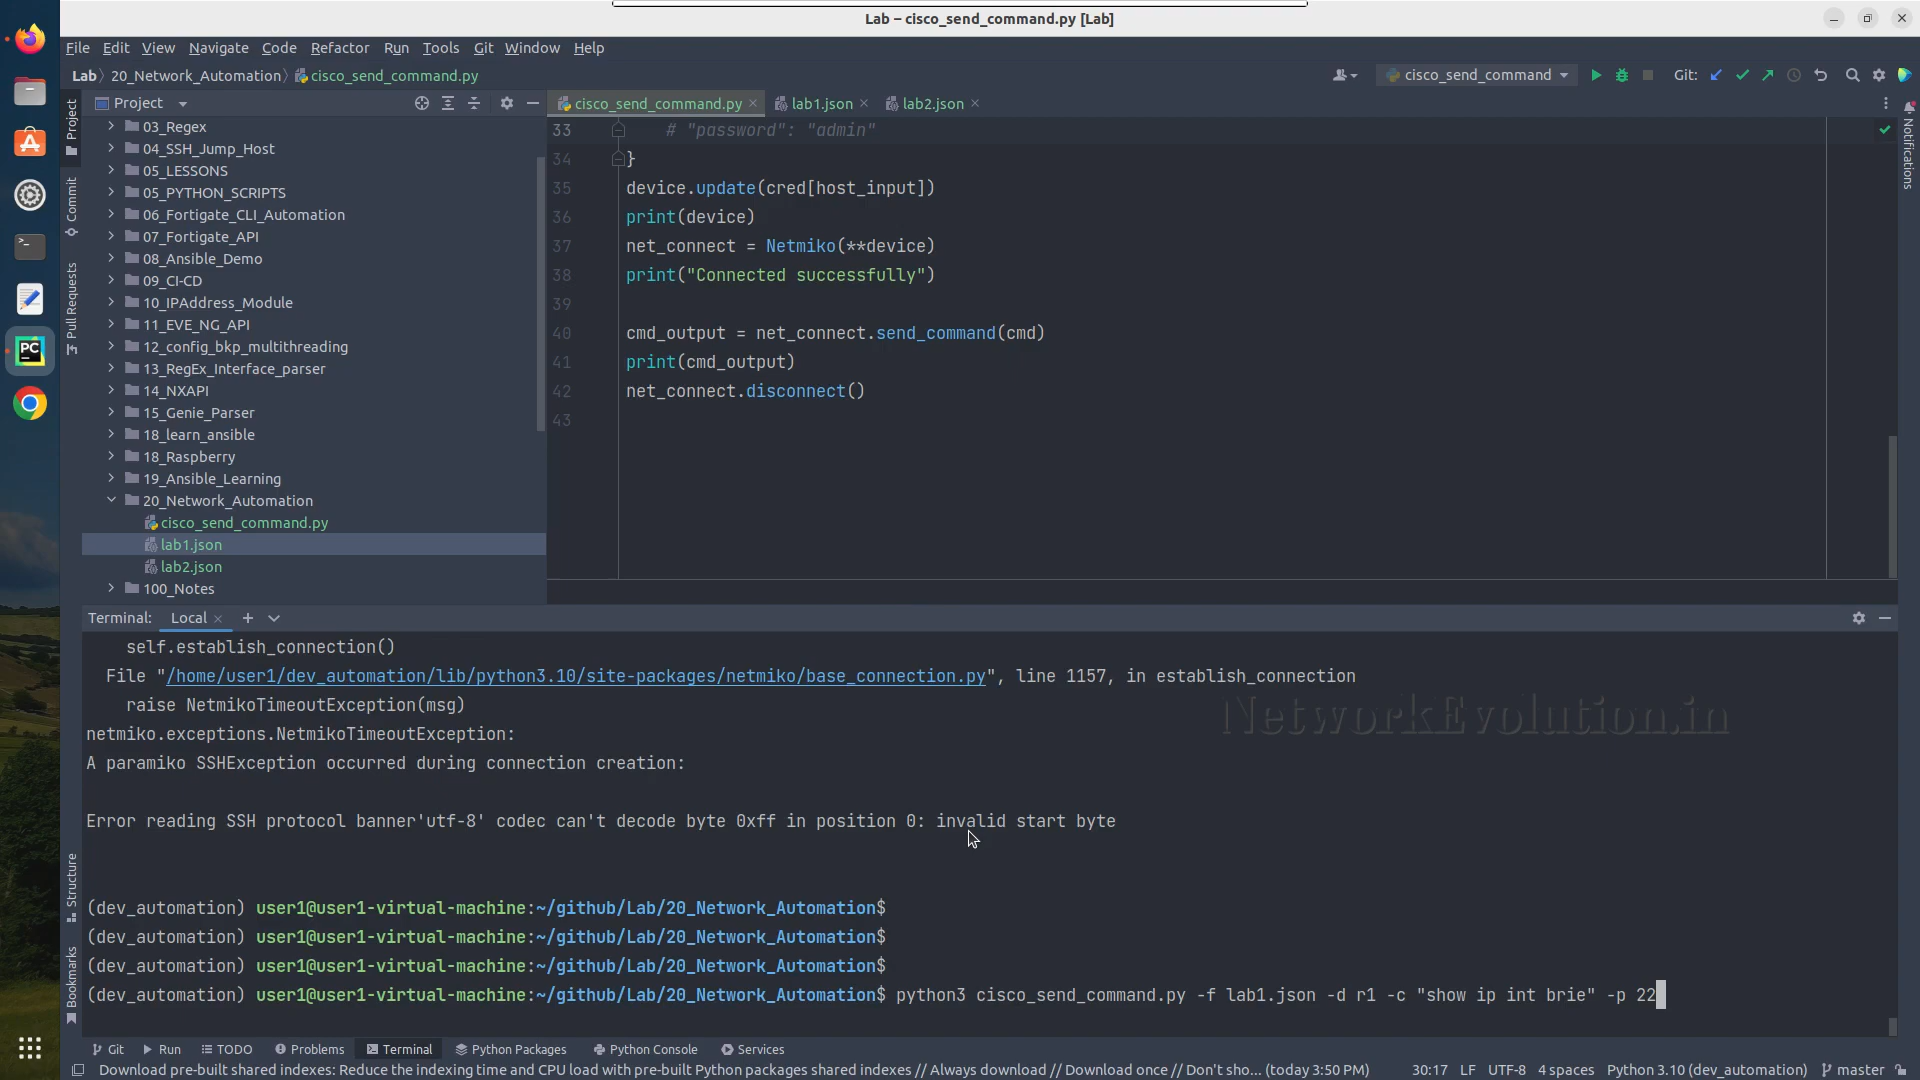 Lab – cisco_send_command.py [Lab]
File Edit View Navigate Code Refactor Run Tools Git Window Help
Lab 20_Network_Automation cisco_send_command.py
cisco_send_command
Git:
Project
cisco_send_command.py
lab1.json
lab2.json
Project
Commit
Pull Requests
Structure
Bookmarks
Notifications
03_Regex
04_SSH_Jump_Host
05_LESSONS
05_PYTHON_SCRIPTS
06_Fortigate_CLI_Automation
07_Fortigate_API
08_Ansible_Demo
09_CI-CD
10_IPAddress_Module
11_EVE_NG_API
12_config_bkp_multithreading
13_RegEx_Interface_parser
14_NXAPI
15_Genie_Parser
18_learn_ansible
18_Raspberry
19_Ansible_Learning
20_Network_Automation
cisco_send_command.py
lab1.json
lab2.json
100_Notes
33 # "password": "admin"
34 }
35 device.update(cred[host_input])
36 print(device)
37 net_connect = Netmiko(**device)
38 print("Connected successfully")
39
40 cmd_output = net_connect.send_command(cmd)
41 print(cmd_output)
42 net_connect.disconnect()
43
Terminal: Local
self.establish_connection()
File "/home/user1/dev_automation/lib/python3.10/site-packages/netmiko/base_connection.py", line 1157, in establish_connection
raise NetmikoTimeoutException(msg)
netmiko.exceptions.NetmikoTimeoutException:
A paramiko SSHException occurred during connection creation:
Error reading SSH protocol banner'utf-8' codec can't decode byte 0xff in position 0: invalid start byte
(dev_automation) user1@user1-virtual-machine:~/github/Lab/20_Network_Automation$
(dev_automation) user1@user1-virtual-machine:~/github/Lab/20_Network_Automation$
(dev_automation) user1@user1-virtual-machine:~/github/Lab/20_Network_Automation$
(dev_automation) user1@user1-virtual-machine:~/github/Lab/20_Network_Automation$ python3 cisco_send_command.py -f lab1.json -d r1 -c "show ip int brie" -p 22
NetworkEvolution.in
Git Run TODO Problems Terminal Python Packages Python Console Services
Download pre-built shared indexes: Reduce the indexing time and CPU load with pre-built Python packages shared indexes // Always download // Download once // Don't sho... (today 3:50 PM) 30:17 LF UTF-8 4 spaces Python 3.10 (dev_automation) master